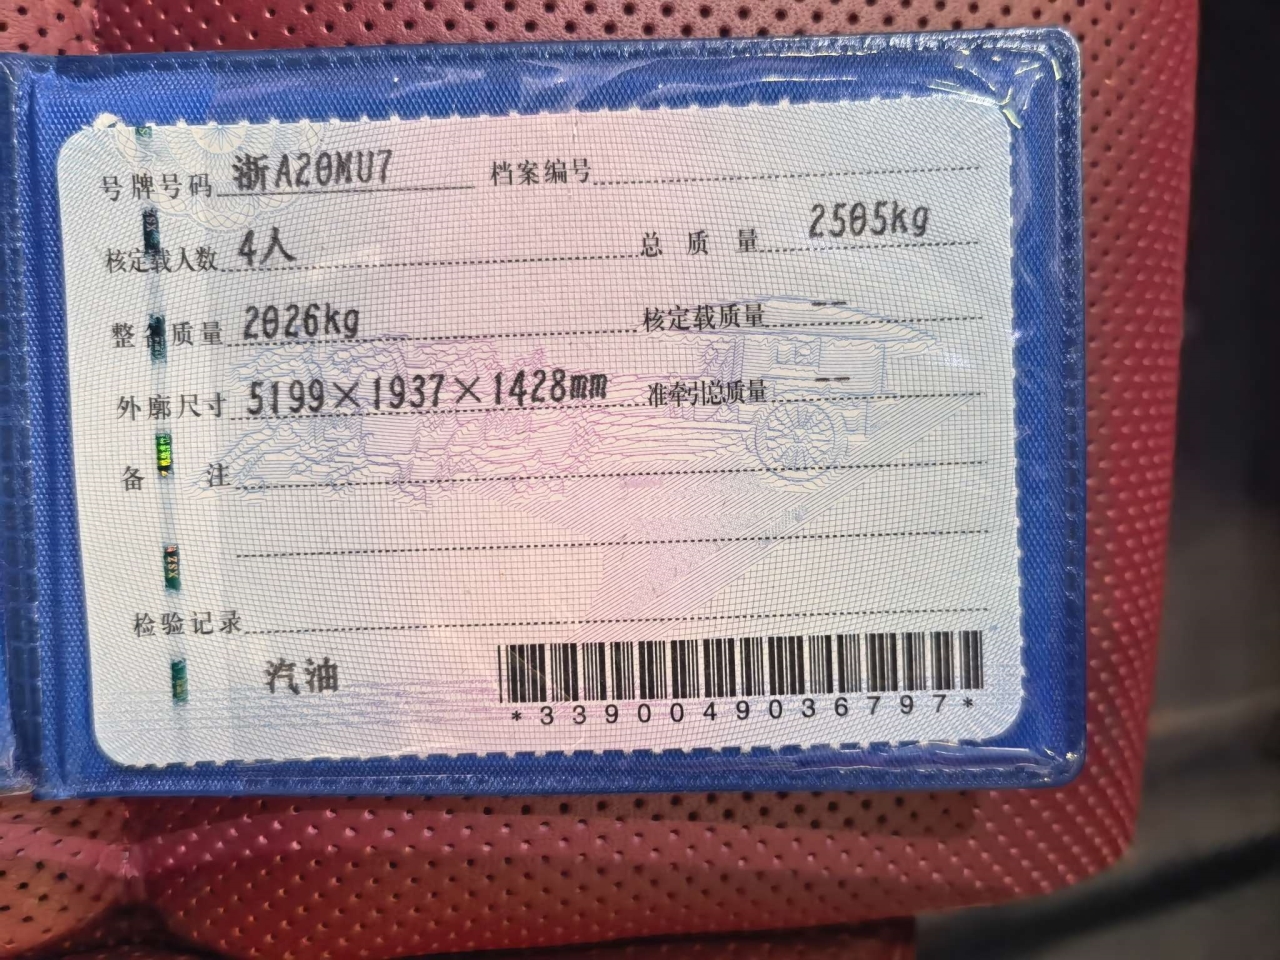 号牌号码 浙A20MU7 档案编号
核定载人数 4人 总质量 2505kg
整备质量 2026kg 核定载质量 --
外廓尺寸 5199×1937×1428mm 准牵引总质量 --
备注
检验记录
汽油
*3390049036797*